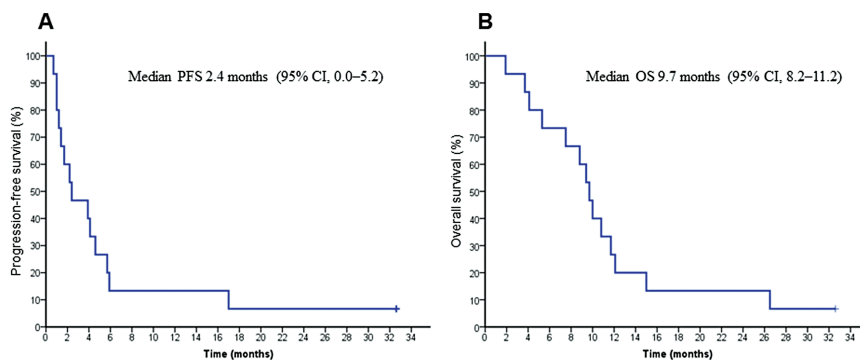 A
Median PFS 2.4 months (95% CI, 0.0–5.2)
Progression-free survival (%)
100
90
80
70
60
50
40
30
20
10
0
0 2 4 6 8 10 12 14 16 18 20 22 24 26 28 30 32 34
Time (months)
B
Median OS 9.7 months (95% CI, 8.2–11.2)
Overall survival (%)
100
90
80
70
60
50
40
30
20
10
0
0 2 4 6 8 10 12 14 16 18 20 22 24 26 28 30 32 34
Time (months)